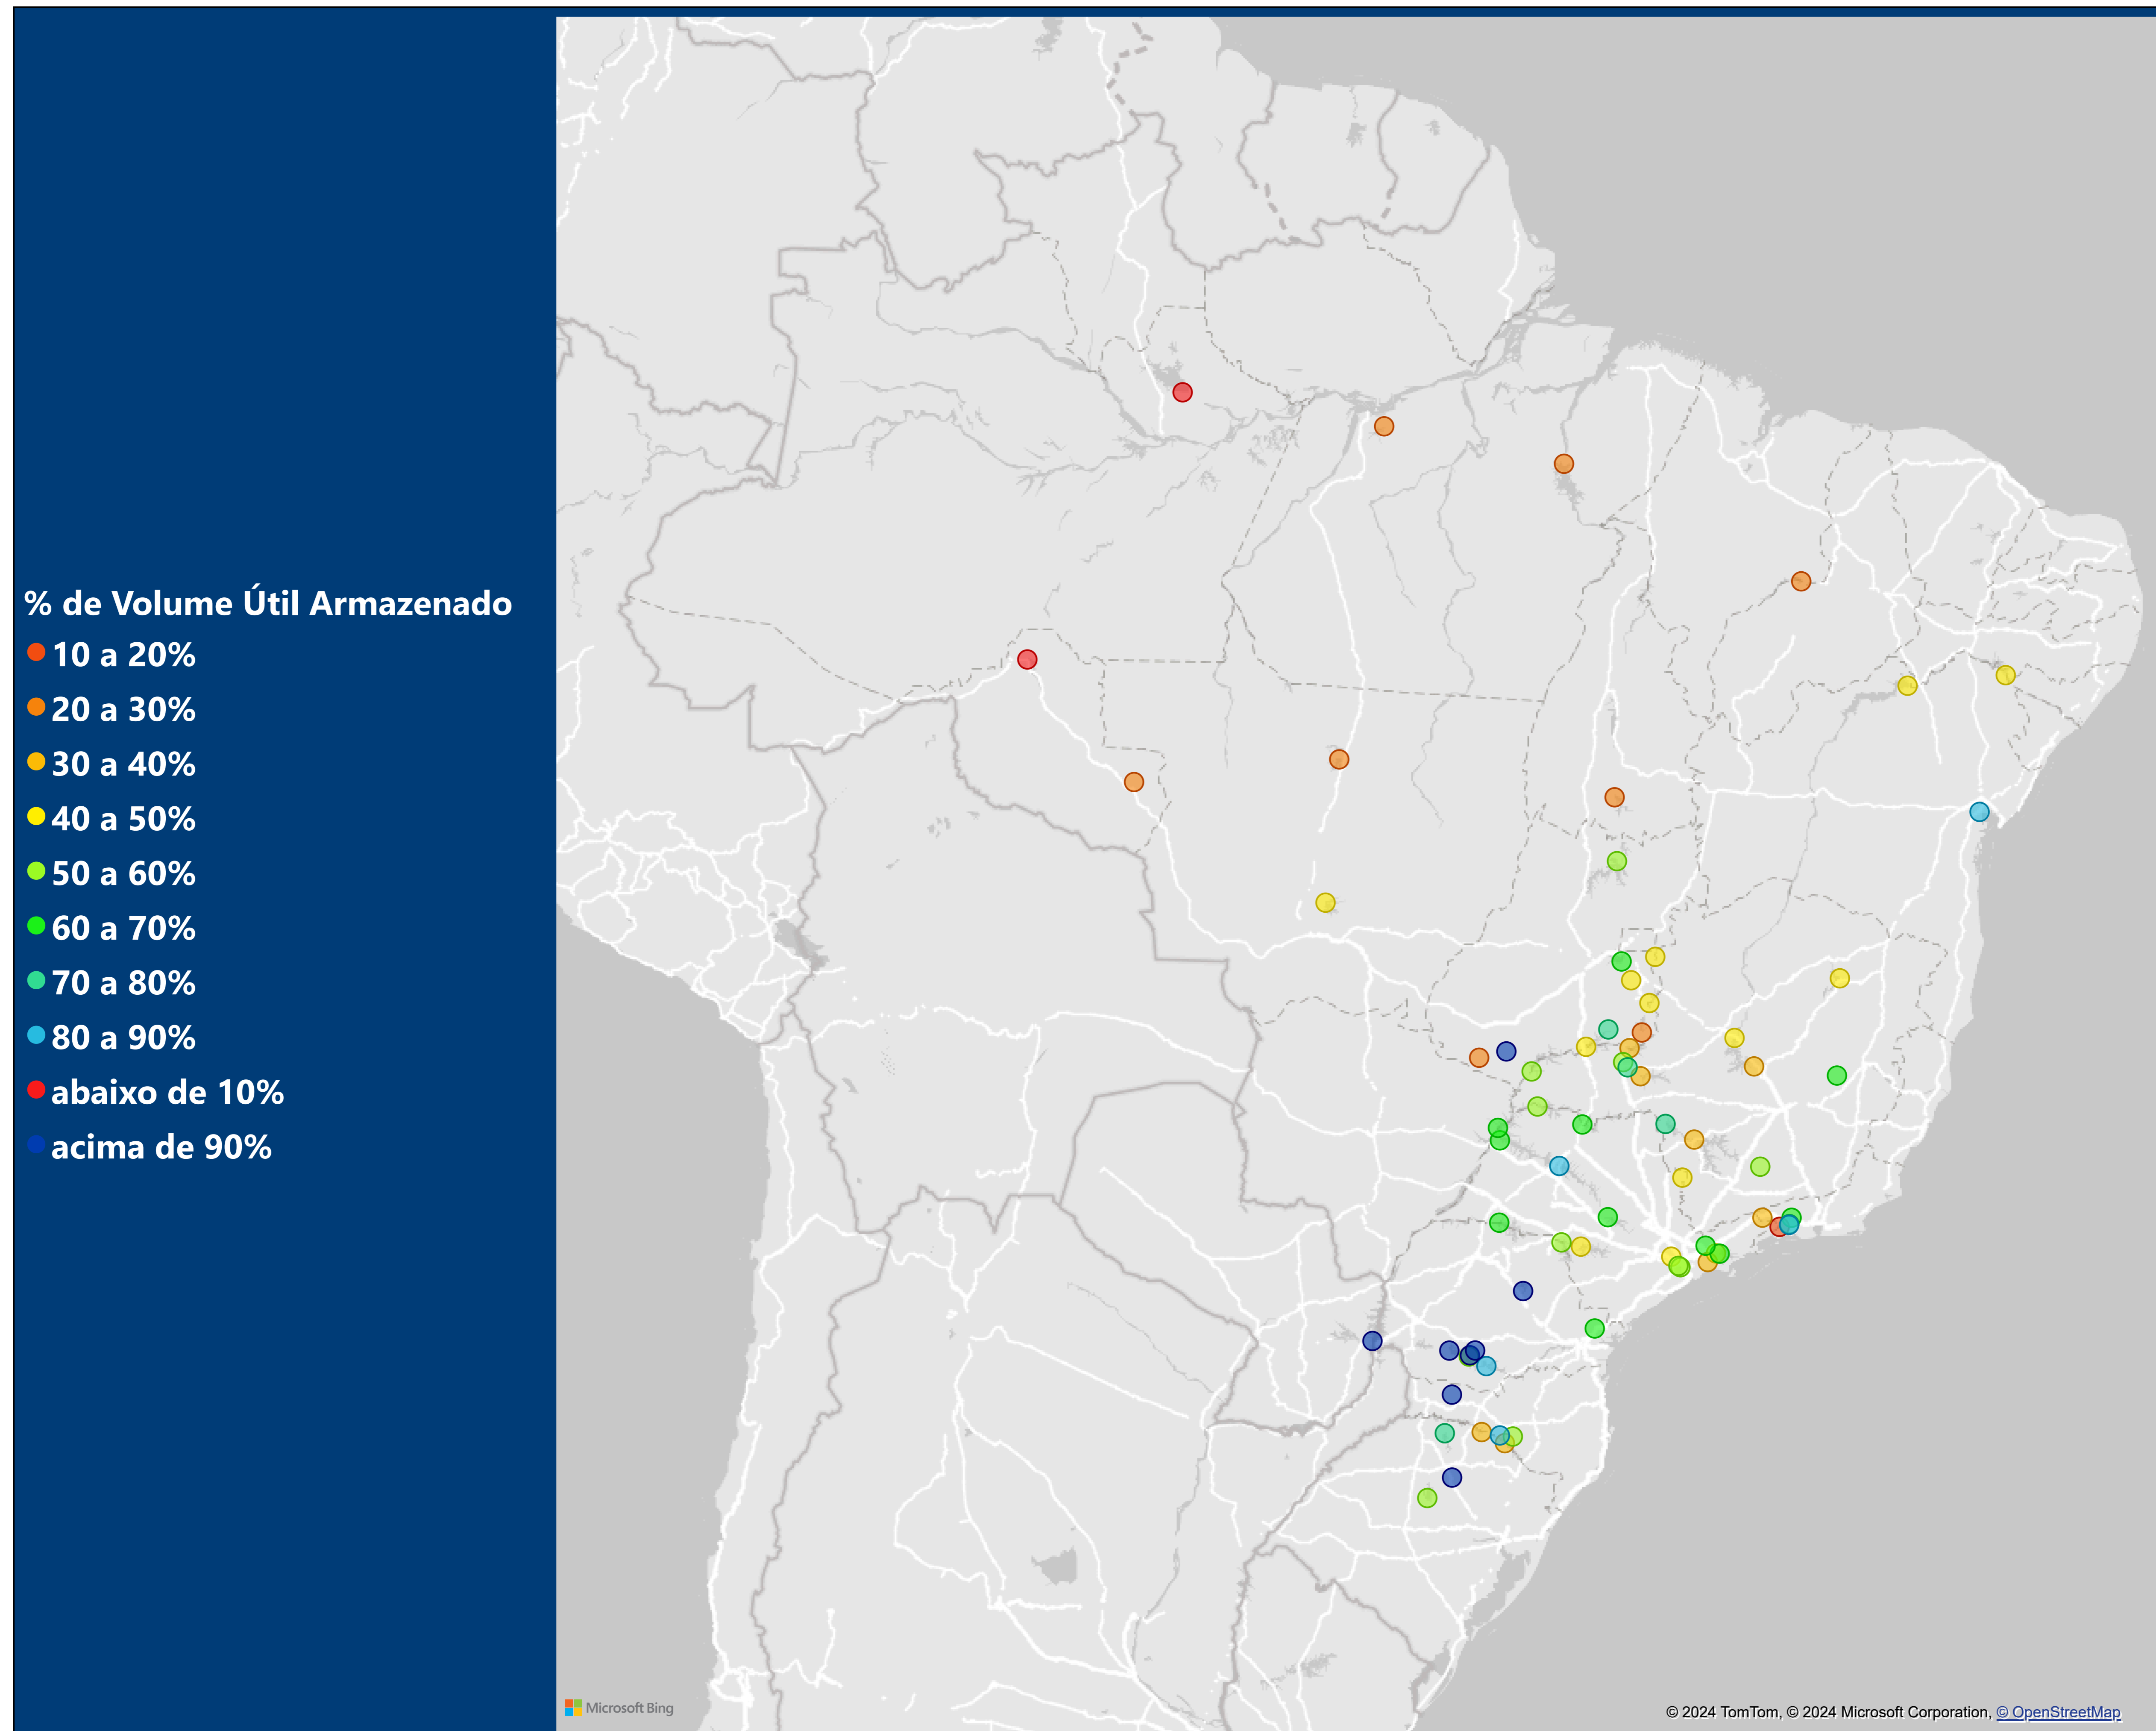 % de Volume Útil Armazenado
10 a 20%
20 a 30%
30 a 40%
40 a 50%
50 a 60%
60 a 70%
70 a 80%
80 a 90%
abaixo de 10%
acima de 90%
Microsoft Bing
© 2024 TomTom, © 2024 Microsoft Corporation, © OpenStreetMap